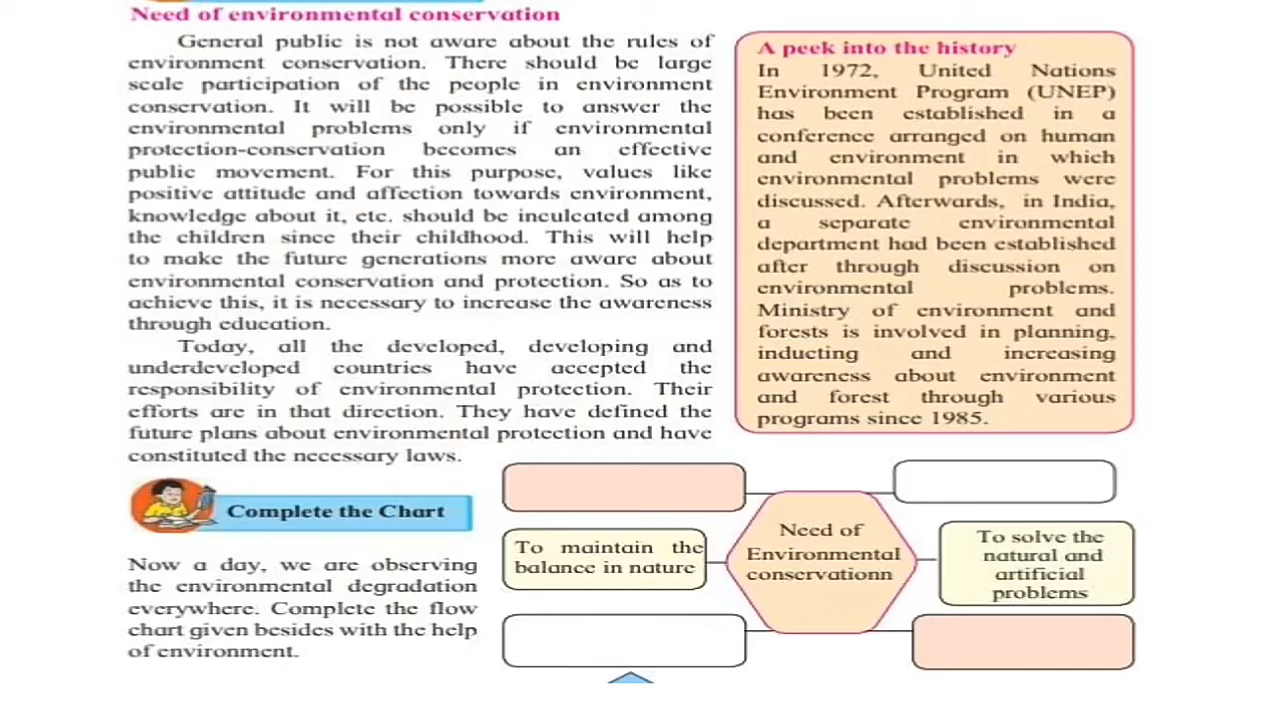 Need of environmental conservation
General public is not aware about the rules of
environment conservation. There should be large
scale participation of the people in environment
conservation. It will be possible to answer the
environmental problems only if environmental
protection-conservation becomes an effective
public movement. For this purpose, values like
positive attitude and affection towards environment,
knowledge about it, etc. should be inculcated among
the children since their childhood. This will help
to make the future generations more aware about
environmental conservation and protection. So as to
achieve this, it is necessary to increase the awareness
through education.
Today, all the developed, developing and
underdeveloped countries have accepted the
responsibility of environmental protection. Their
efforts are in that direction. They have defined the
future plans about environmental protection and have
constituted the necessary laws.
A peek into the history
In 1972, United Nations
Environment Program (UNEP)
has been established in a
conference arranged on human
and environment in which
environmental problems were
discussed. Afterwards, in India,
a separate environmental
department had been established
after through discussion on
environmental problems.
Ministry of environment and
forests is involved in planning,
inducting and increasing
awareness about environment
and forest through various
programs since 1985.
Complete the Chart
Now a day, we are observing
the environmental degradation
everywhere. Complete the flow
chart given besides with the help
of environment.
To maintain the
balance in nature
Need of
Environmental
conservationn
To solve the
natural and
artificial
problems